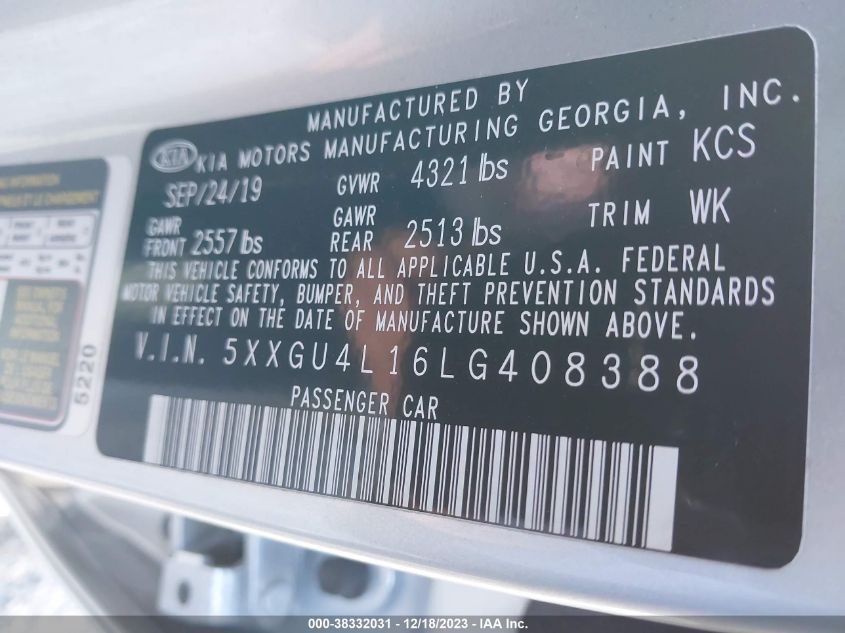 MANUFACTURED BY
KIA KIA MOTORS MANUFACTURING GEORGIA, INC.
SEP/24/19 GVWR 4321 lbs PAINT KCS
GAWR FRONT 2557 lbs GAWR REAR 2513 lbs TRIM WK
THIS VEHICLE CONFORMS TO ALL APPLICABLE U.S.A. FEDERAL
MOTOR VEHICLE SAFETY, BUMPER, AND THEFT PREVENTION STANDARDS
IN EFFECT ON THE DATE OF MANUFACTURE SHOWN ABOVE.
V.I.N. 5XXGU4L16LG408388
PASSENGER CAR
5220
000-38332031 - 12/18/2023 - IAA Inc.